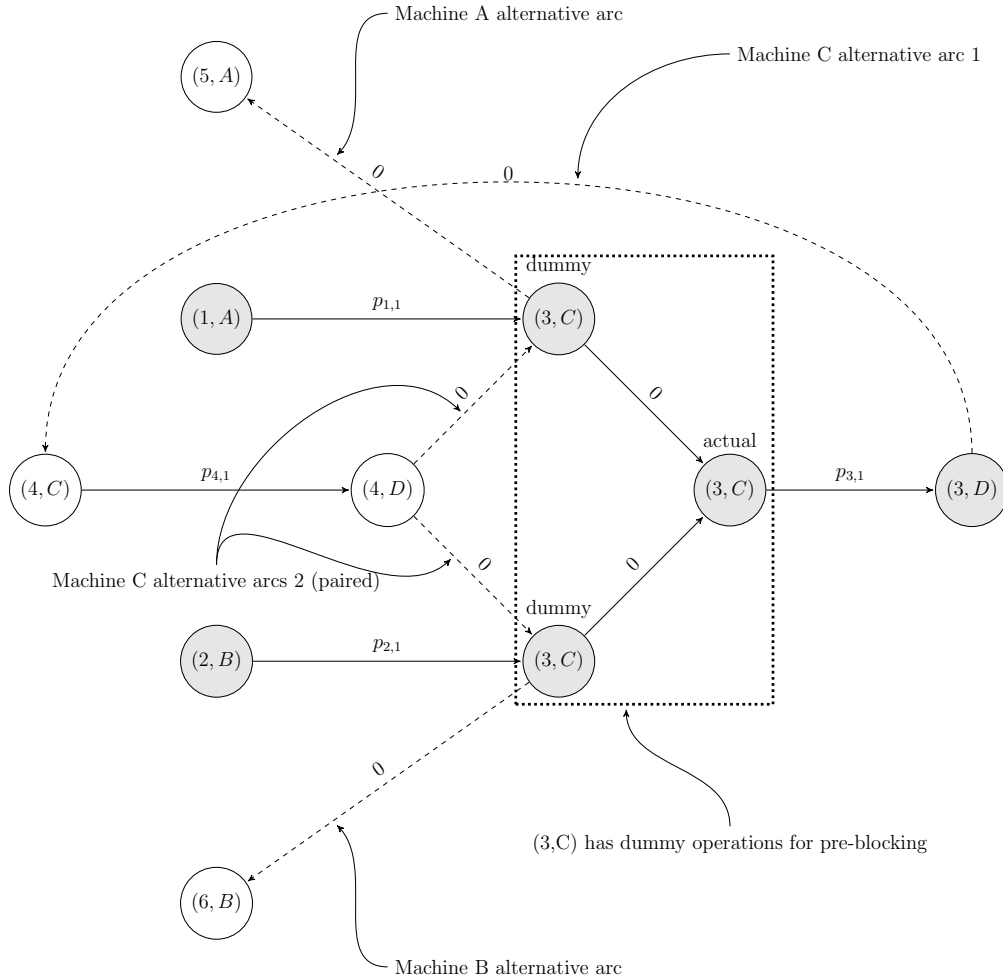 Machine A alternative arc
Machine C alternative arc 1
(5, A)
0
0
dummy
(1, A)
p1,1
(3, C)
0
0
actual
(4, C)
p4,1
(4, D)
(3, C)
p3,1
(3, D)
0
0
Machine C alternative arcs 2 (paired)
dummy
(2, B)
p2,1
(3, C)
0
(3,C) has dummy operations for pre-blocking
(6, B)
Machine B alternative arc